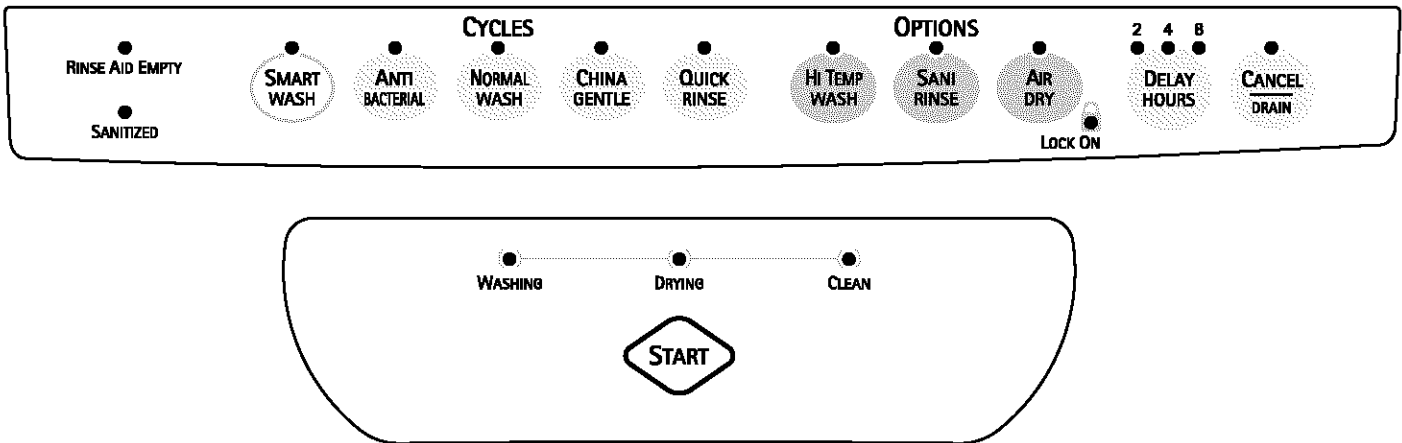 CYCLES
OPTIONS
2 4 8
RINSE AID EMPTY
SANITIZED
SMART
WASH
ANTI
BACTERIAL
NORMAL
WASH
CHINA
GENTLE
QUICK
RINSE
HI TEMP
WASH
SANI
RINSE
AIR
DRY
LOCK ON
DELAY
HOURS
CANCEL
DRAIN
WASHING
DRYING
CLEAN
START